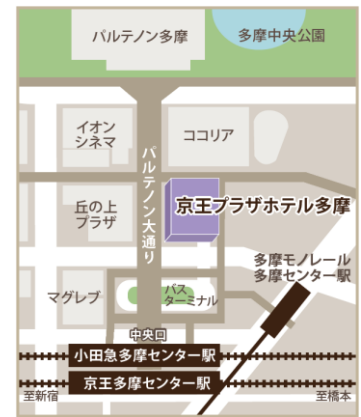 パルテノン多摩
多摩中央公園
イオン
シネマ
ココリア
パルテノン大通り
丘の上
プラザ
京王プラザホテル多摩
多摩モノレール
多摩センター駅
マグレブ
バス
ターミナル
中央口
小田急多摩センター駅
京王多摩センター駅
至新宿
至橋本